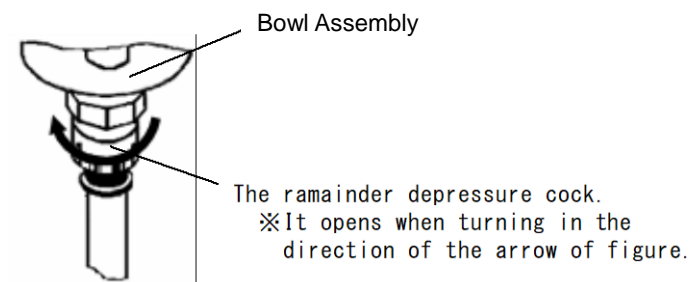 Bowl Assembly
The ramainder depressure cock.
※It opens when turning in the
direction of the arrow of figure.